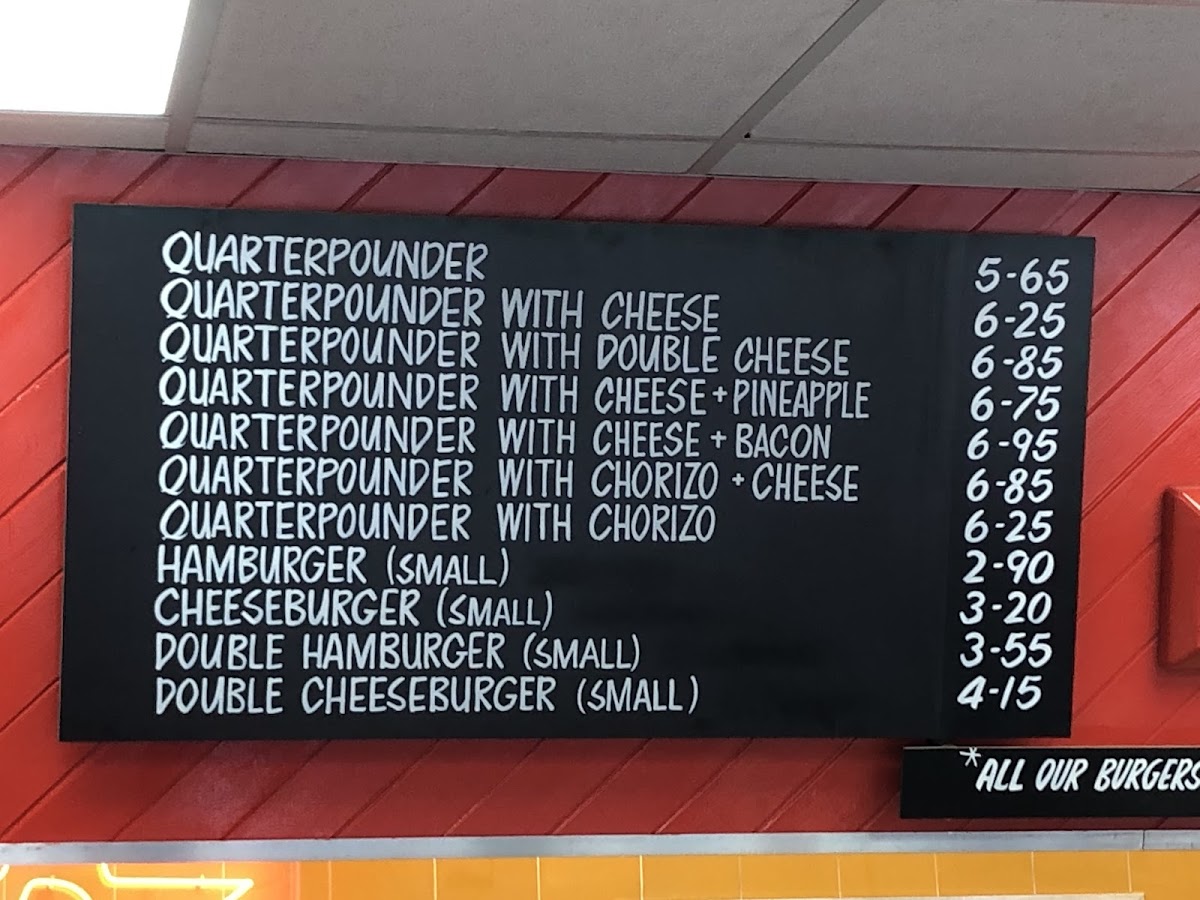 QUARTERPOUNDER 5-65
QUARTERPOUNDER WITH CHEESE 6-25
QUARTERPOUNDER WITH DOUBLE CHEESE 6-85
QUARTERPOUNDER WITH CHEESE + PINEAPPLE 6-75
QUARTERPOUNDER WITH CHEESE + BACON 6-95
QUARTERPOUNDER WITH CHORIZO + CHEESE 6-85
QUARTERPOUNDER WITH CHORIZO 6-25
HAMBURGER (SMALL) 2-90
CHEESEBURGER (SMALL) 3-20
DOUBLE HAMBURGER (SMALL) 3-55
DOUBLE CHEESEBURGER (SMALL) 4-15
*ALL OUR BURGERS